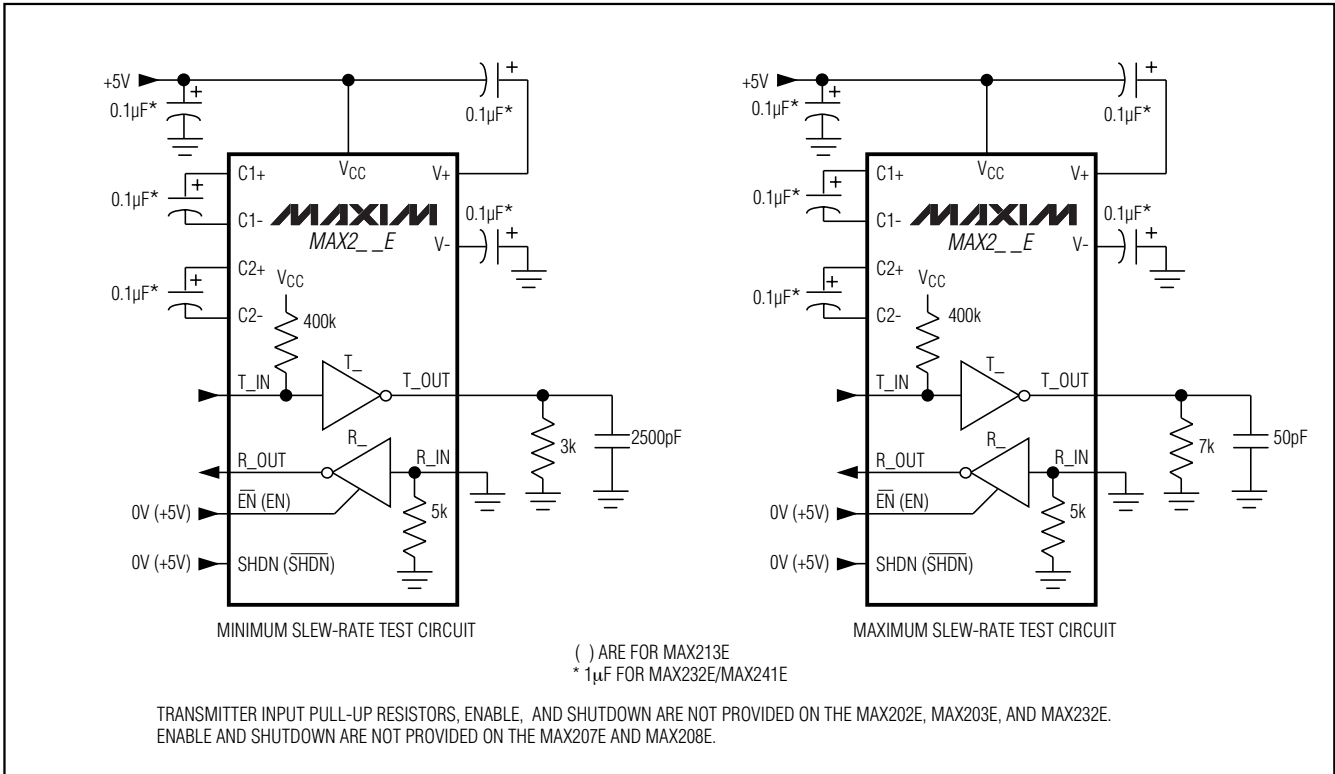 +5V
0.1µF*
+
0.1µF*
+
C1+
VCC
V+
0.1µF*
+
C1-
MAXIM
MAX2_ _E
0.1µF*
+
V-
C2+
0.1µF*
+
C2-
VCC
400k
T_IN
T_
T_OUT
3k
2500pF
R_OUT
R_
R_IN
0V (+5V)
E̅N̅ (EN)
5k
0V (+5V)
SHDN (S̅H̅D̅N̅)
MINIMUM SLEW-RATE TEST CIRCUIT
+5V
0.1µF*
+
0.1µF*
+
C1+
VCC
V+
0.1µF*
+
C1-
MAXIM
MAX2_ _E
0.1µF*
+
V-
C2+
0.1µF*
+
C2-
VCC
400k
T_IN
T_
T_OUT
7k
50pF
R_OUT
R_
R_IN
0V (+5V)
E̅N̅ (EN)
5k
0V (+5V)
SHDN (S̅H̅D̅N̅)
MAXIMUM SLEW-RATE TEST CIRCUIT
( ) ARE FOR MAX213E
* 1µF FOR MAX232E/MAX241E
TRANSMITTER INPUT PULL-UP RESISTORS, ENABLE, AND SHUTDOWN ARE NOT PROVIDED ON THE MAX202E, MAX203E, AND MAX232E.
ENABLE AND SHUTDOWN ARE NOT PROVIDED ON THE MAX207E AND MAX208E.